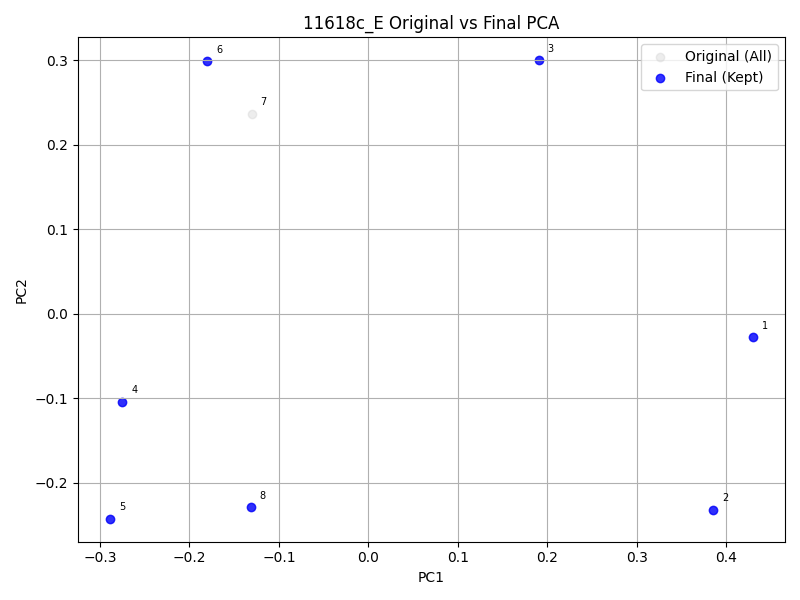 11618c_E Original vs Final PCA
Original (All)
Final (Kept)
6
3
7
1
4
5
8
2
PC2
0.3
0.2
0.1
0.0
−0.1
−0.2
−0.3 −0.2 −0.1 0.0 0.1 0.2 0.3 0.4
PC1